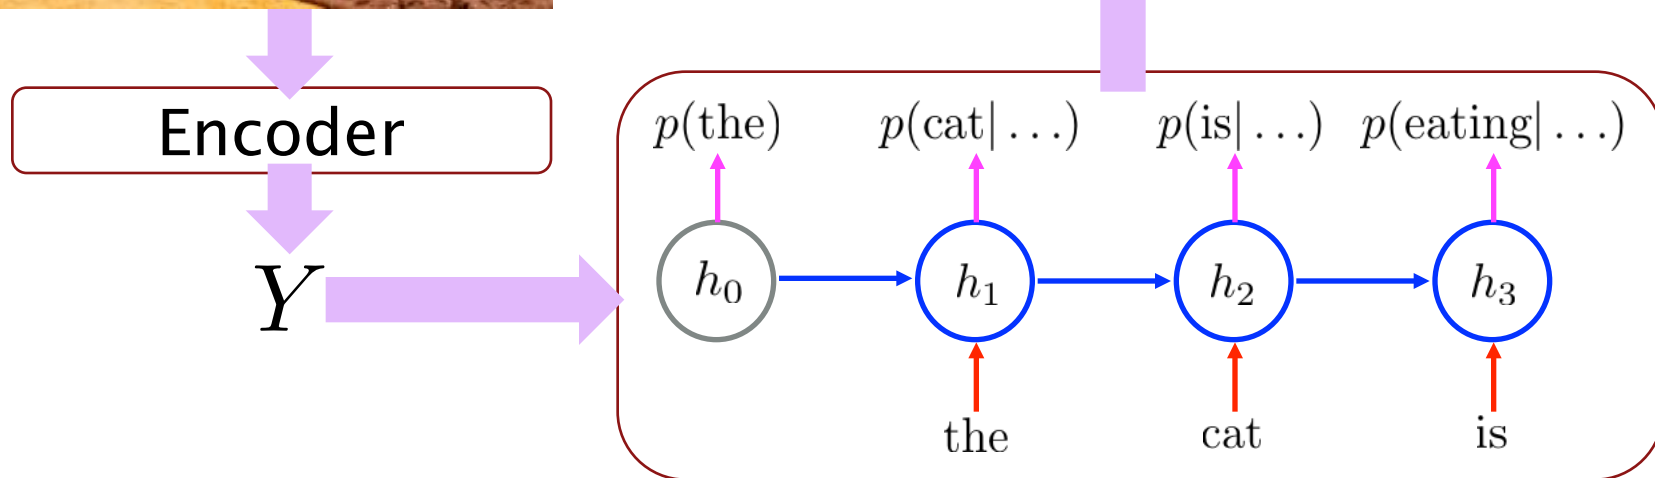 Encoder
Y
p(the) p(cat| . . .) p(is| . . .) p(eating| . . .)
h₀ h₁ h₂ h₃
the cat is